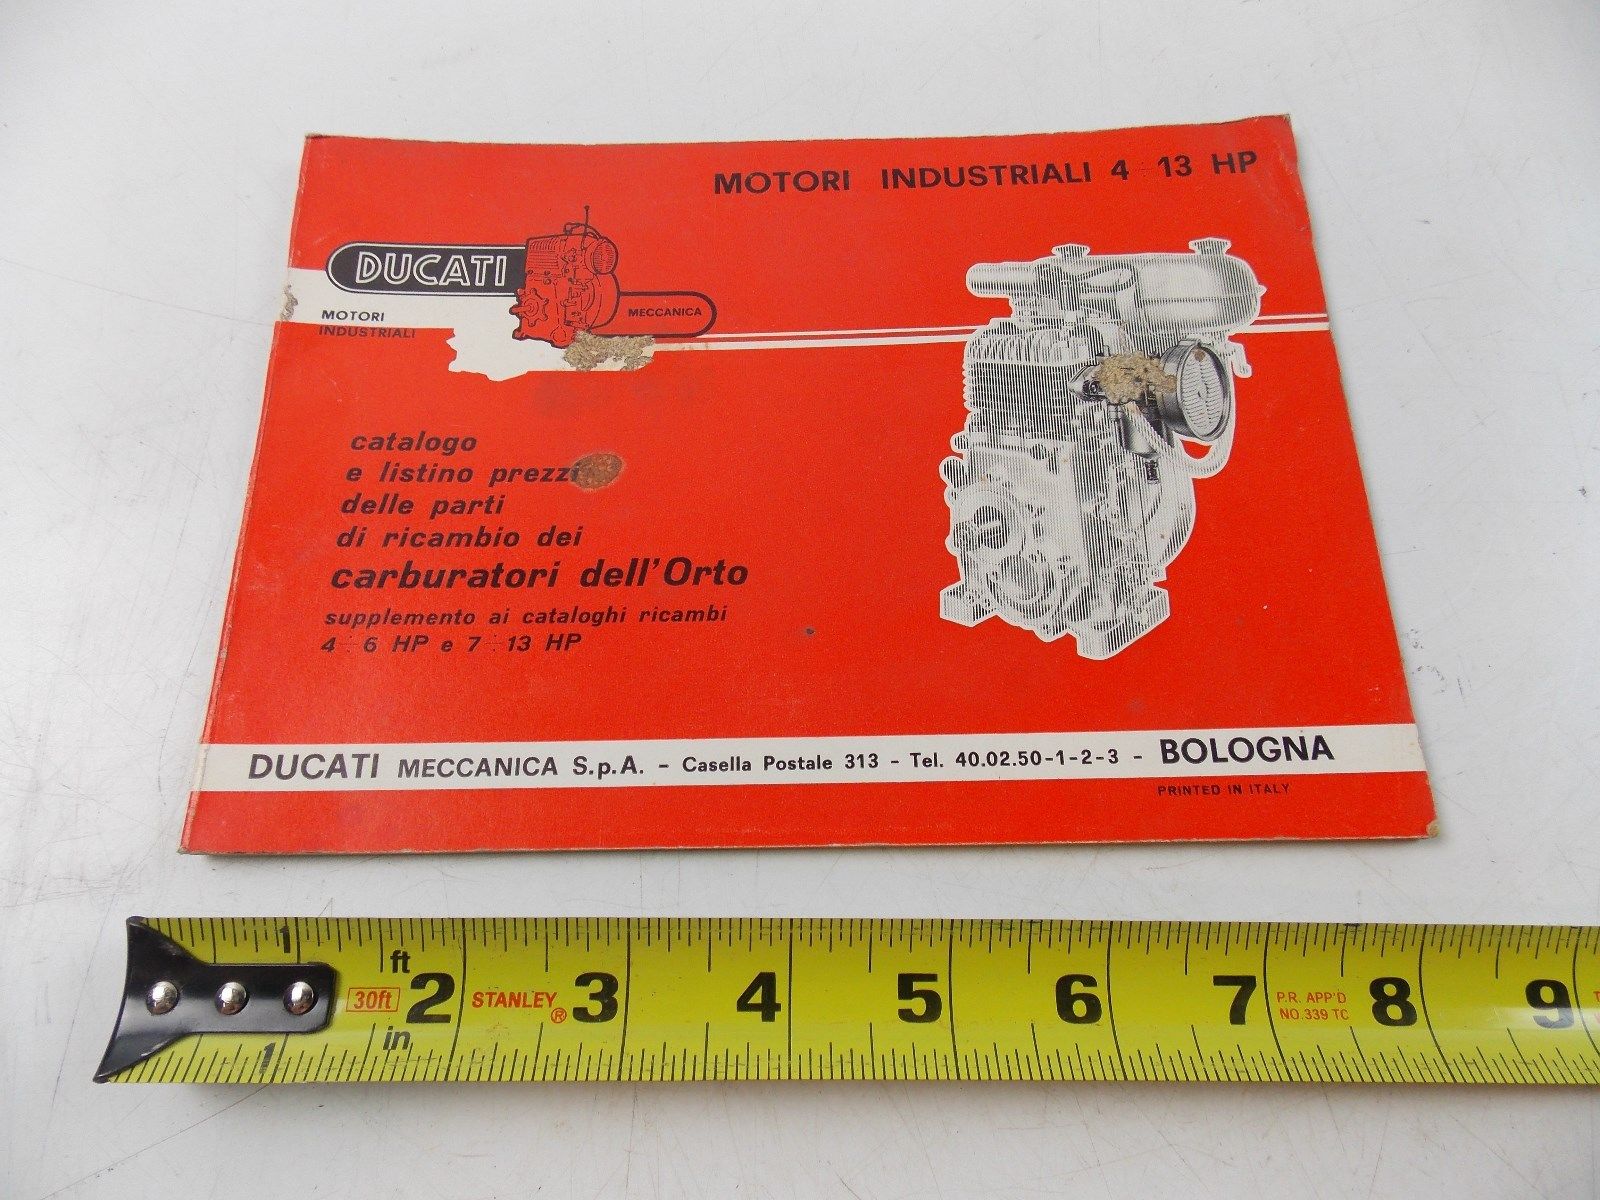 MOTORI INDUSTRIALI 4 ÷ 13 HP
DUCATI
MECCANICA
MOTORI
INDUSTRIALI
catalogo
e listino prezzi
delle parti
di ricambio dei
carburatori dell'Orto
supplemento ai cataloghi ricambi
4 ÷ 6 HP e 7 ÷ 13 HP
DUCATI MECCANICA S.p.A. - Casella Postale 313 - Tel. 40.02.50-1-2-3 - BOLOGNA
PRINTED IN ITALY
1 ft 2 3 4 5 6 7 8 9
30ft STANLEY ® P.R. APP'D
NO. 339 TC
in
1